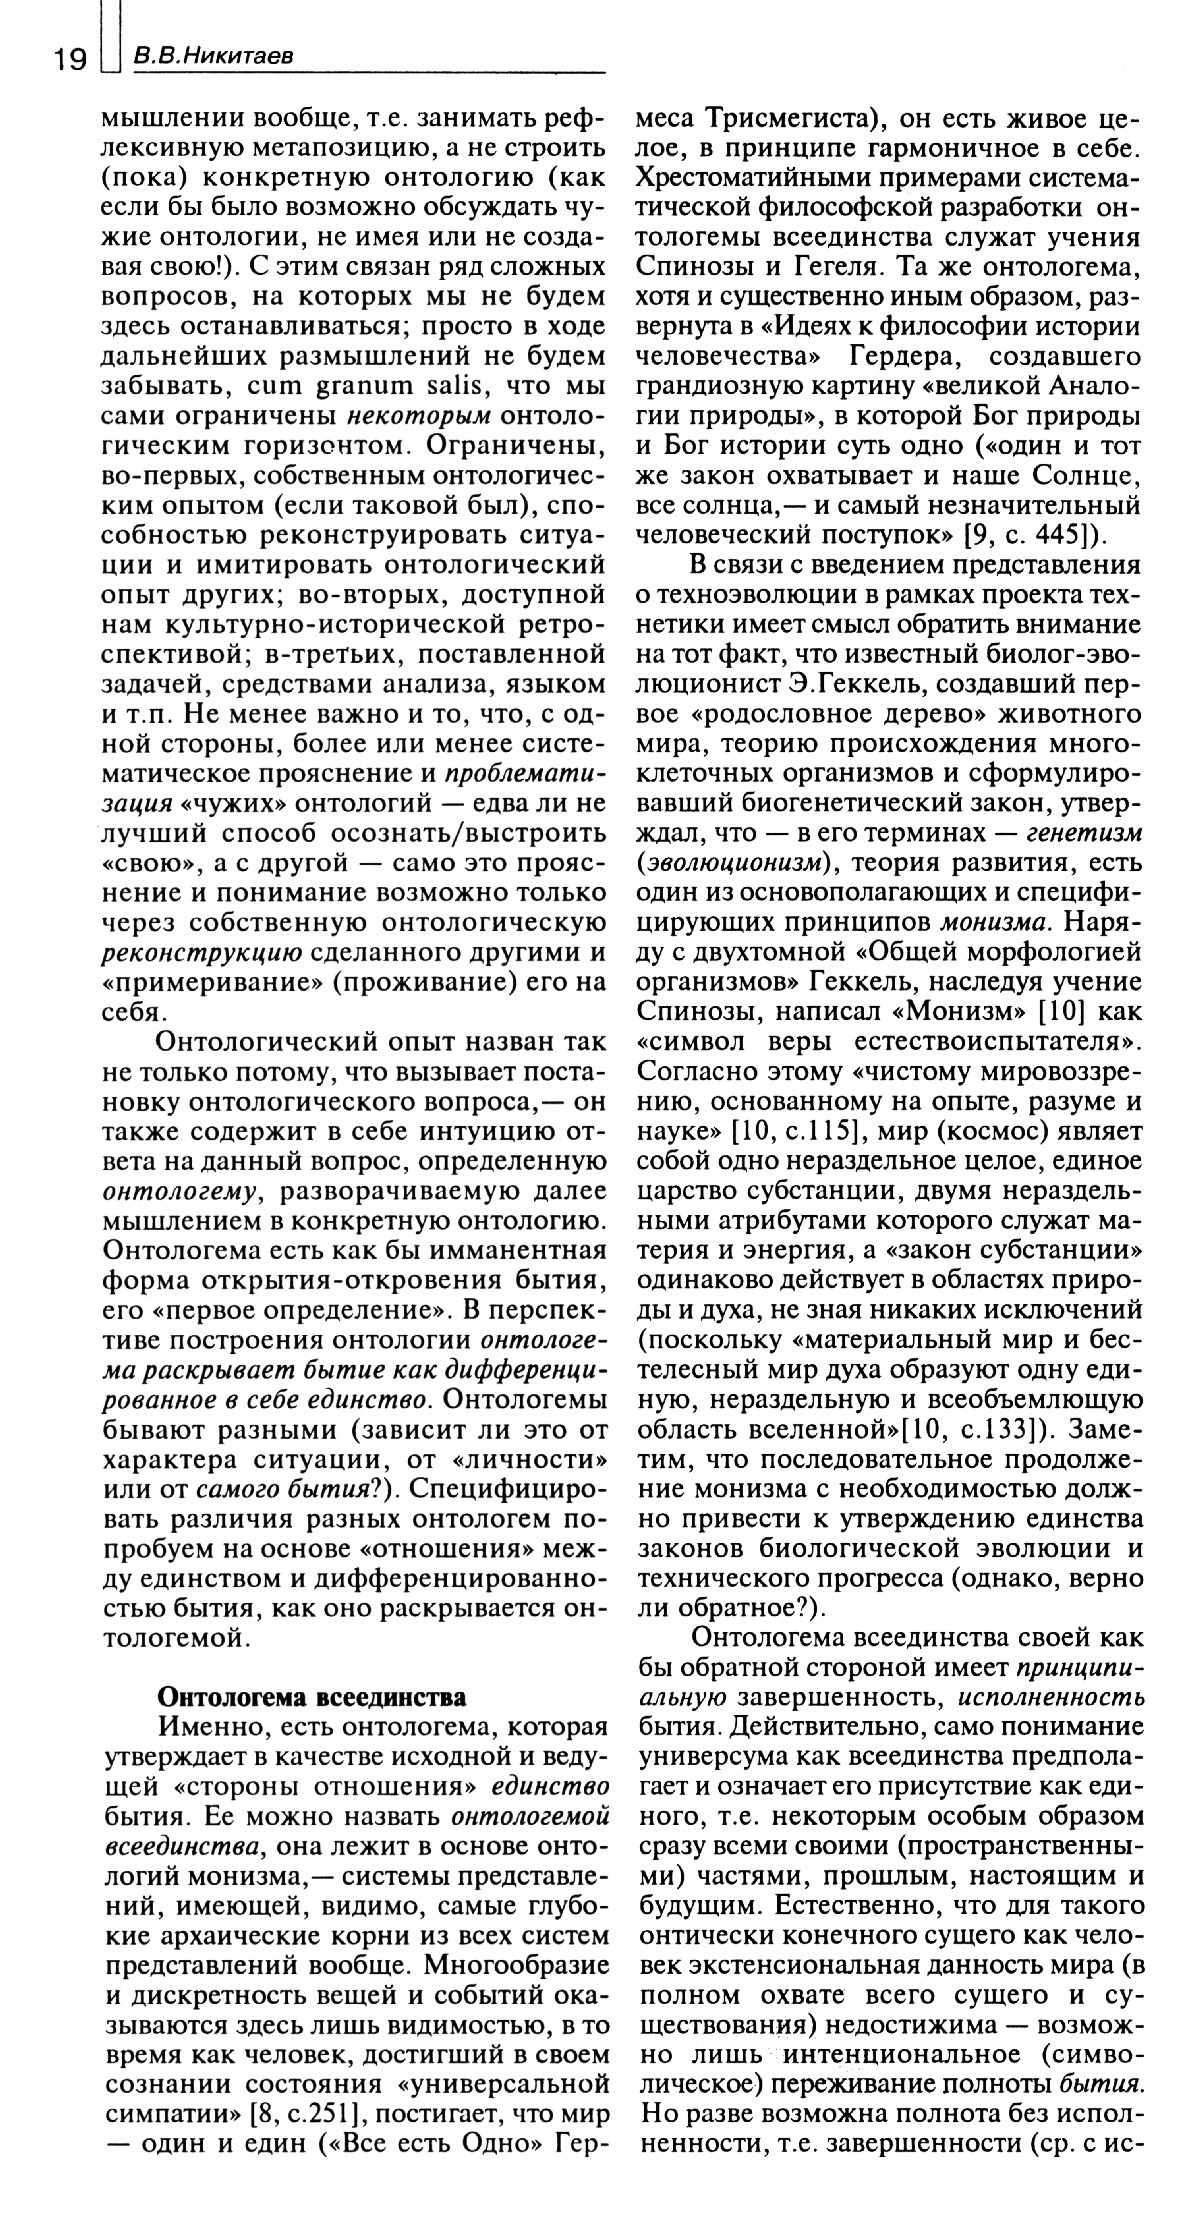 19
В.В.Никитаев
мышлении вообще, т.е. занимать реф-
лексивную метапозицию, а не строить
(пока) конкретную онтологию (как
если бы было возможно обсуждать чу-
жие онтологии, не имея или не созда-
вая свою!). С этим связан ряд сложных
вопросов, на которых мы не будем
здесь останавливаться; просто в ходе
дальнейших размышлений не будем
забывать, cum granum salis, что мы
сами ограничены некоторым онтоло-
гическим горизонтом. Ограничены,
во-первых, собственным онтологичес-
ким опытом (если таковой был), спо-
собностью реконструировать ситуа-
ции и имитировать онтологический
опыт других; во-вторых, доступной
нам культурно-исторической ретро-
спективой; в-третьих, поставленной
задачей, средствами анализа, языком
и т.п. Не менее важно и то, что, с од-
ной стороны, более или менее систе-
матическое прояснение и проблемати-
зация «чужих» онтологий — едва ли не
лучший способ осознать/выстроить
«свою», а с другой — само это прояс-
нение и понимание возможно только
через собственную онтологическую
реконструкцию сделанного другими и
«примеривание» (проживание) его на
себя.
Онтологический опыт назван так
не только потому, что вызывает поста-
новку онтологического вопроса,— он
также содержит в себе интуицию от-
вета на данный вопрос, определенную
онтологему, разворачиваемую далее
мышлением в конкретную онтологию.
Онтологема есть как бы имманентная
форма открытия-откровения бытия,
его «первое определение». В перспек-
тиве построения онтологии онтологе-
ма раскрывает бытие как дифференци-
рованное в себе единство. Онтологемы
бывают разными (зависит ли это от
характера ситуации, от «личности»
или от самого бытия?). Специфициро-
вать различия разных онтологем по-
пробуем на основе «отношения» меж-
ду единством и дифференцированно-
стью бытия, как оно раскрывается он-
тологемой.
Онтологема всеединства
Именно, есть онтологема, которая
утверждает в качестве исходной и веду-
щей «стороны отношения» единство
бытия. Ее можно назвать онтологемой
всеединства, она лежит в основе онто-
логий монизма,— системы представле-
ний, имеющей, видимо, самые глубо-
кие архаические корни из всех систем
представлений вообще. Многообразие
и дискретность вещей и событий ока-
зываются здесь лишь видимостью, в то
время как человек, достигший в своем
сознании состояния «универсальной
симпатии» [8, с.251], постигает, что мир
— один и един («Все есть Одно» Гер-
меса Трисмегиста), он есть живое це-
лое, в принципе гармоничное в себе.
Хрестоматийными примерами система-
тической философской разработки он-
тологемы всеединства служат учения
Спинозы и Гегеля. Та же онтологема,
хотя и существенно иным образом, раз-
вернута в «Идеях к философии истории
человечества» Гердера, создавшего
грандиозную картину «великой Анало-
гии природы», в которой Бог природы
и Бог истории суть одно («один и тот
же закон охватывает и наше Солнце,
все солнца,— и самый незначительный
человеческий поступок» [9, с. 445]).
В связи с введением представления
о техноэволюции в рамках проекта тех-
нетики имеет смысл обратить внимание
на тот факт, что известный биолог-эво-
люционист Э.Геккель, создавший пер-
вое «родословное дерево» животного
мира, теорию происхождения много-
клеточных организмов и сформулиро-
вавший биогенетический закон, утвер-
ждал, что — в его терминах — генетизм
(эволюционизм), теория развития, есть
один из основополагающих и специфи-
цирующих принципов монизма. Наря-
ду с двухтомной «Общей морфологией
организмов» Геккель, наследуя учение
Спинозы, написал «Монизм» [10] как
«символ веры естествоиспытателя».
Согласно этому «чистому мировоззре-
нию, основанному на опыте, разуме и
науке» [10, с.115], мир (космос) являет
собой одно нераздельное целое, единое
царство субстанции, двумя нераздель-
ными атрибутами которого служат ма-
терия и энергия, а «закон субстанции»
одинаково действует в областях приро-
ды и духа, не зная никаких исключений
(поскольку «материальный мир и бес-
телесный мир духа образуют одну еди-
ную, нераздельную и всеобъемлющую
область вселенной»[10, с.133]). Заме-
тим, что последовательное продолже-
ние монизма с необходимостью долж-
но привести к утверждению единства
законов биологической эволюции и
технического прогресса (однако, верно
ли обратное?).
Онтологема всеединства своей как
бы обратной стороной имеет принципи-
альную завершенность, исполненность
бытия. Действительно, само понимание
универсума как всеединства предпола-
гает и означает его присутствие как еди-
ного, т.е. некоторым особым образом
сразу всеми своими (пространственны-
ми) частями, прошлым, настоящим и
будущим. Естественно, что для такого
онтически конечного сущего как чело-
век экстенсиональная данность мира (в
полном охвате всего сущего и су-
ществования) недостижима — возмож-
но лишь интенциональное (симво-
лическое) переживание полноты бытия.
Но разве возможна полнота без испол-
ненности, т.е. завершенности (ср. с ис-